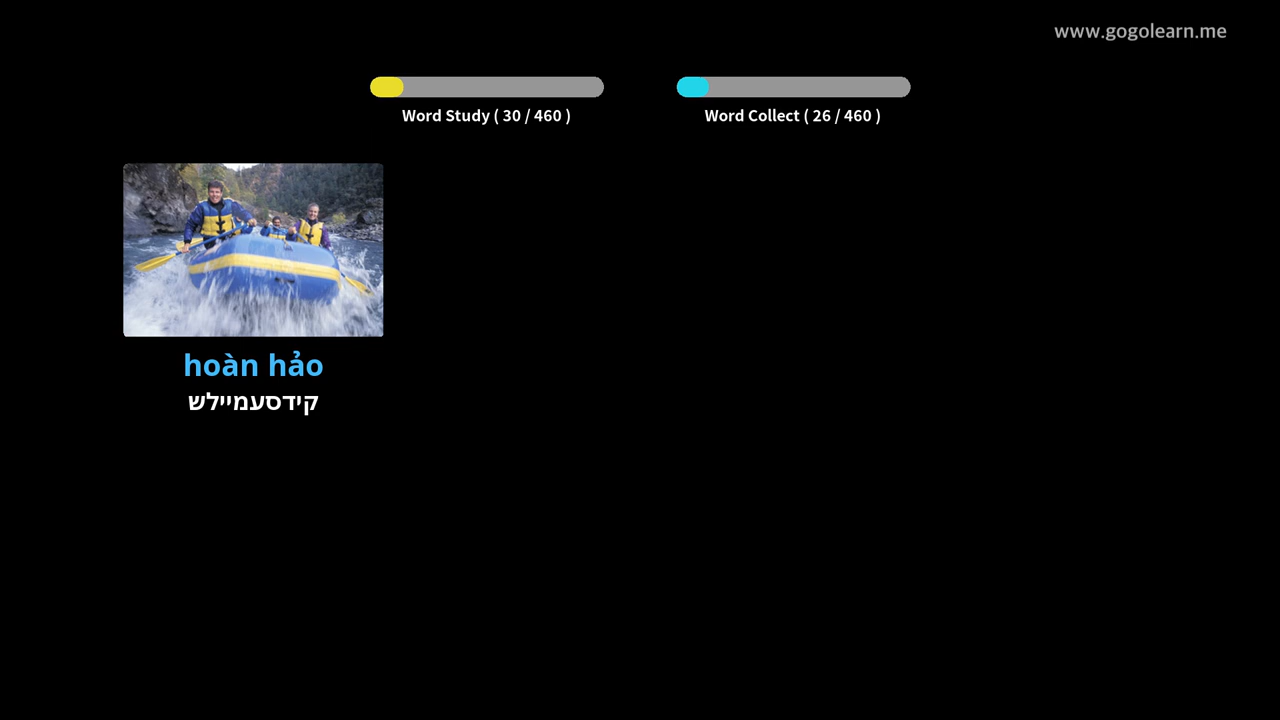 www.gogolearn.me
Word Study ( 30 / 460 )
Word Collect ( 26 / 460 )
hoàn hảo
קידסעמיילש